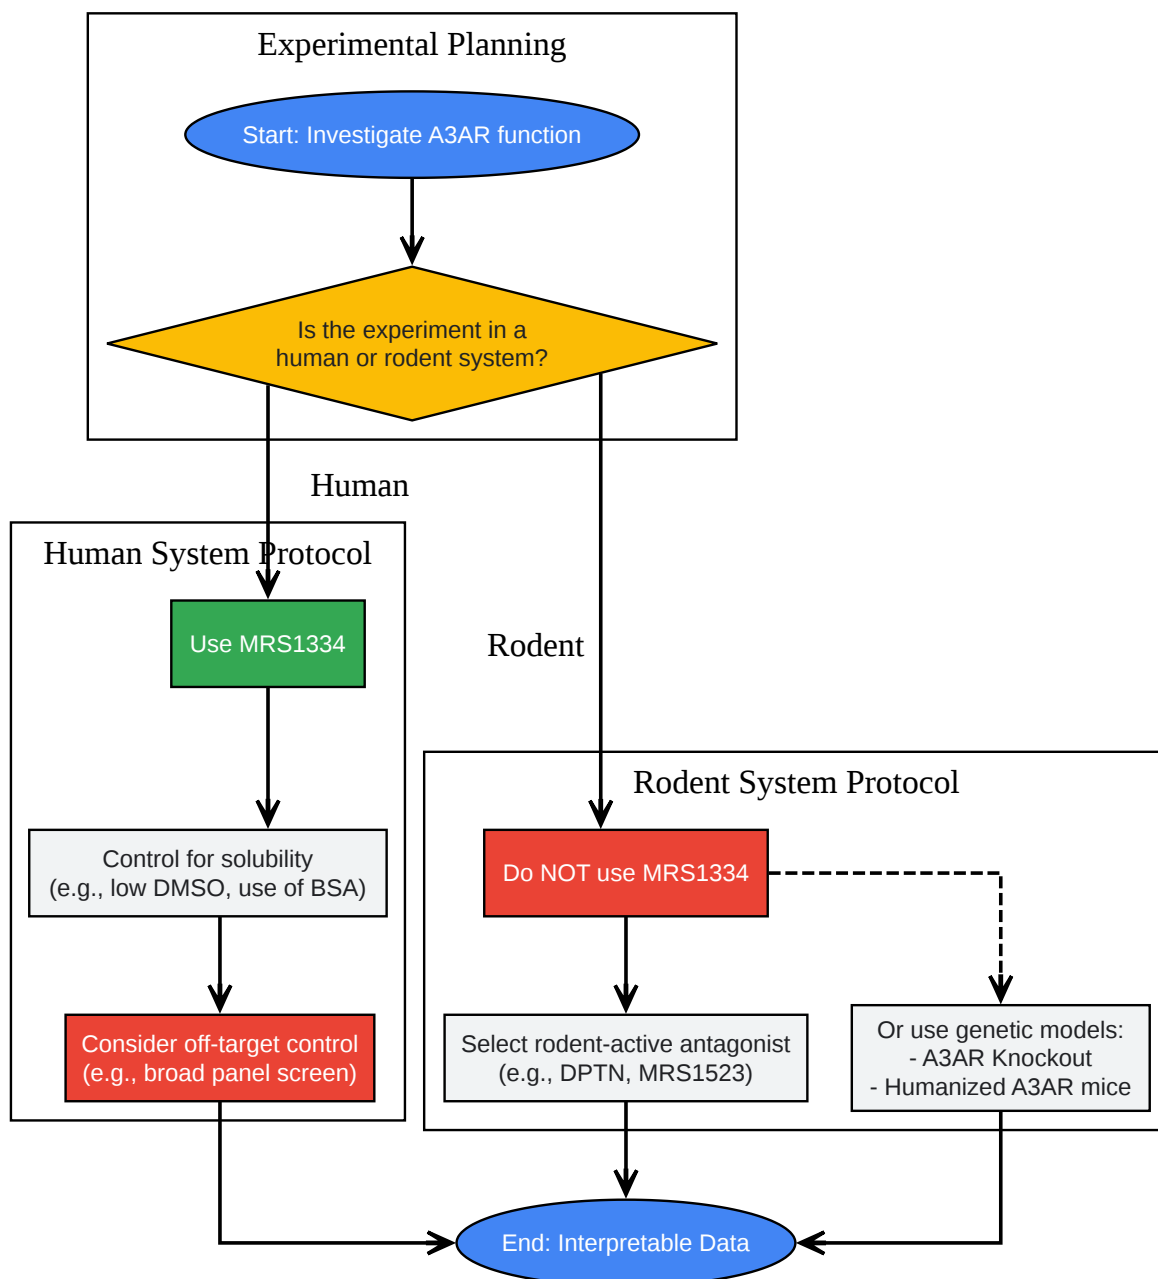 Experimental Planning
Start: Investigate A3AR function
Is the experiment in a
human or rodent system?
Human
Human System Protocol
Use MRS1334
Rodent
Rodent System Protocol
Control for solubility
(e.g., low DMSO, use of BSA)
Do NOT use MRS1334
Consider off-target control
(e.g., broad panel screen)
Select rodent-active antagonist
(e.g., DPTN, MRS1523)
Or use genetic models:
- A3AR Knockout
- Humanized A3AR mice
End: Interpretable Data